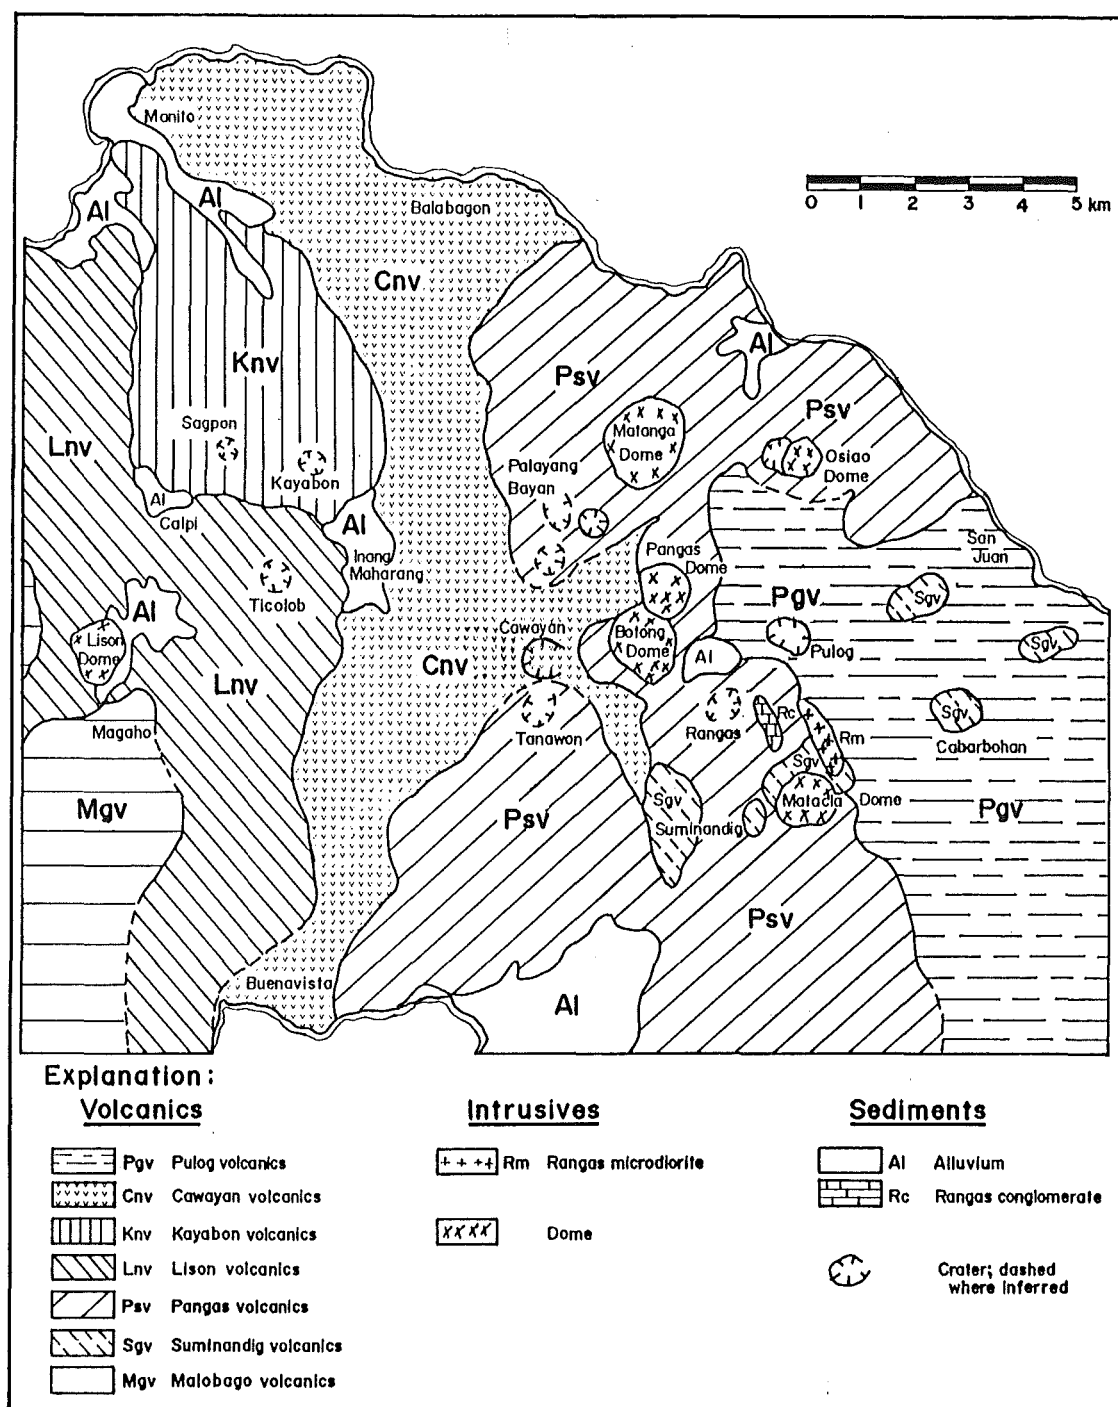 Manito
Al
Al
Balabagon
0 1 2 3 4 5 km
Cnv
Knv
Psv
Al
Psv
Lnv
Sagpon
Kayabon
Matanga
Dome
Osiao
Dome
Palayang
Bayan
Al
Calpi
Al
Inang
Maharang
Pangas
Dome
San
Juan
Ticolob
Al
Lison
Dome
Cawayan
Cnv
Botong
Dome
Al
Pgv
Pulog
Sgv
Sgv
Lnv
Magaho
Tanawon
Rangas
Rc
Rm
Sgv
Cabarbohan
Mgv
Psv
Sgv
Suminandig
Sgv
Matacla Dome
Pgv
Psv
Buenavista
Al
Explanation:
Volcanics
Pgv Pulog volcanics
Cnv Cawayan volcanics
Knv Kayabon volcanics
Lnv Lison volcanics
Psv Pangas volcanics
Sgv Suminandig volcanics
Mgv Malobago volcanics
Intrusives
Rm Rangas microdiorite
Dome
Sediments
Al Alluvium
Rc Rangas conglomerate
Crater; dashed
where inferred